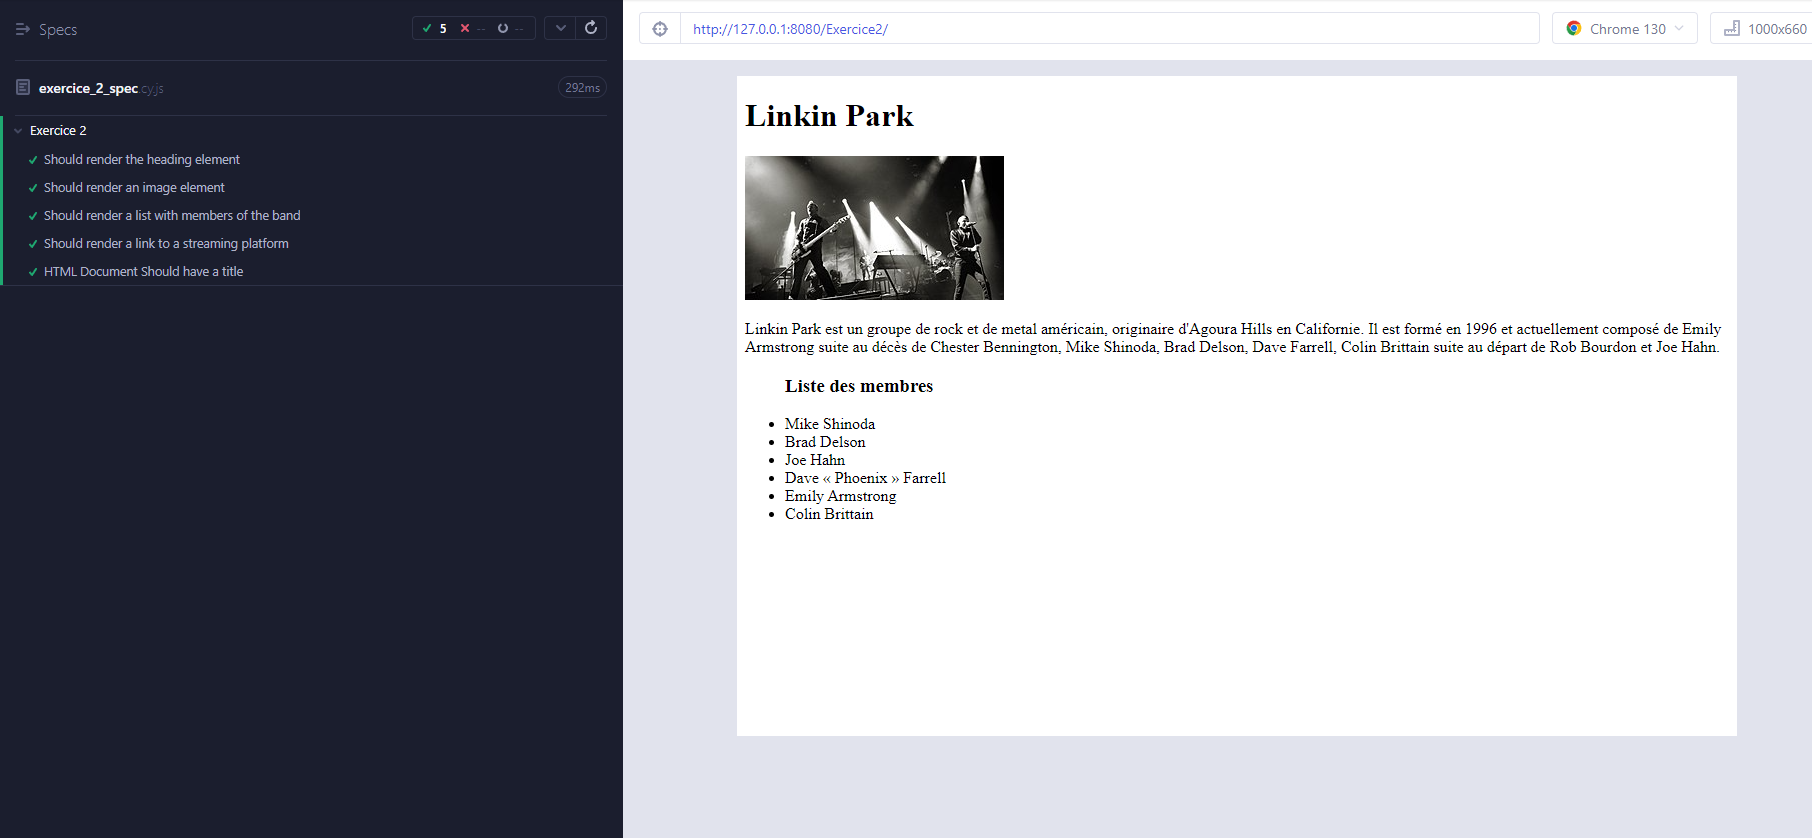 Specs
5
--
--
exercice_2_spec.cy.js
292ms
Exercice 2
Should render the heading element
Should render an image element
Should render a list with members of the band
Should render a link to a streaming platform
HTML Document Should have a title
http://127.0.0.1:8080/Exercice2/
Chrome 130
1000x660
Linkin Park
Linkin Park est un groupe de rock et de metal américain, originaire d'Agoura Hills en Californie. Il est formé en 1996 et actuellement composé de Emily
Armstrong suite au décès de Chester Bennington, Mike Shinoda, Brad Delson, Dave Farrell, Colin Brittain suite au départ de Rob Bourdon et Joe Hahn.
Liste des membres
Mike Shinoda
Brad Delson
Joe Hahn
Dave « Phoenix » Farrell
Emily Armstrong
Colin Brittain